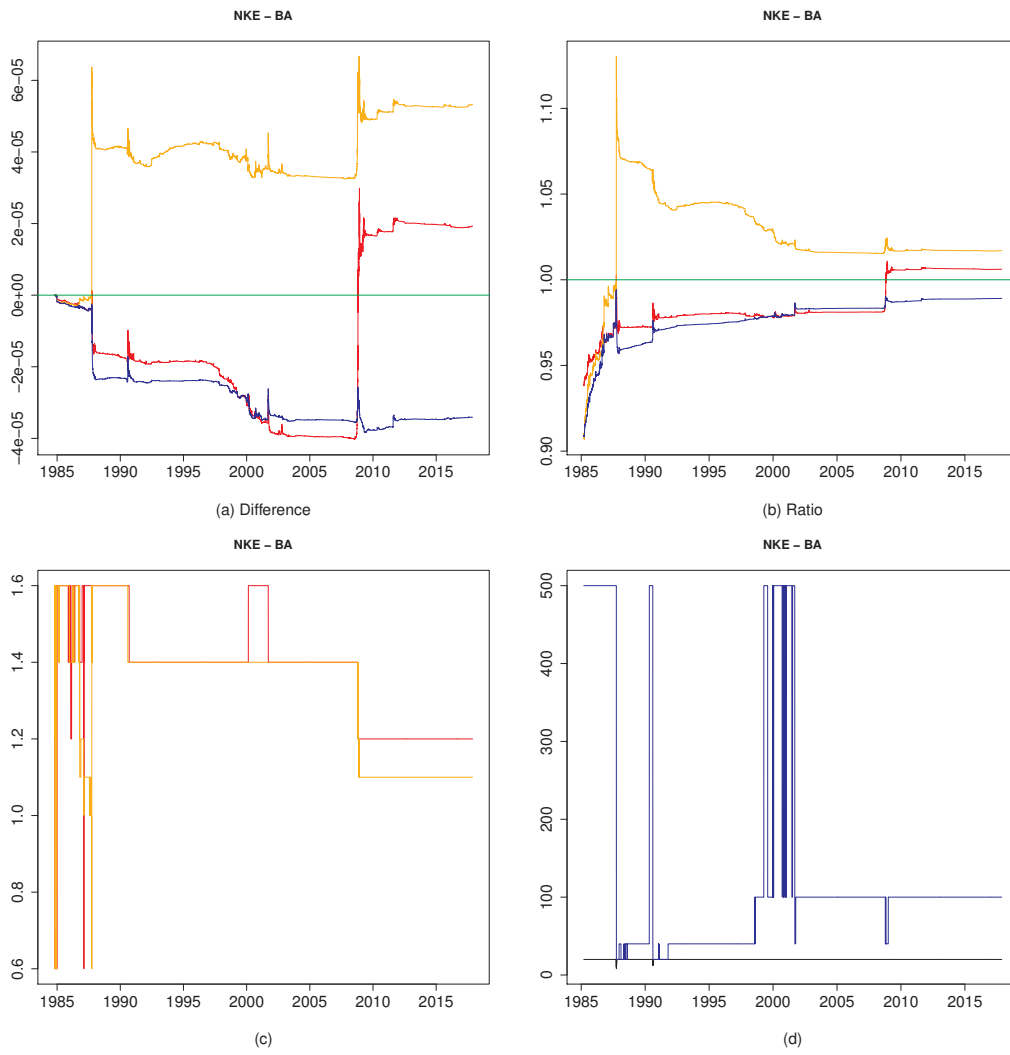 NKE – BA
6e−05
4e−05
2e−05
0e+00
−2e−05
−4e−05
1985 1990 1995 2000 2005 2010 2015
(a) Difference
NKE – BA
1.10
1.05
1.00
0.95
0.90
1985 1990 1995 2000 2005 2010 2015
(b) Ratio
NKE – BA
1.6
1.4
1.2
1.0
0.8
0.6
1985 1990 1995 2000 2005 2010 2015
(c)
NKE – BA
500
400
300
200
100
0
1985 1990 1995 2000 2005 2010 2015
(d)